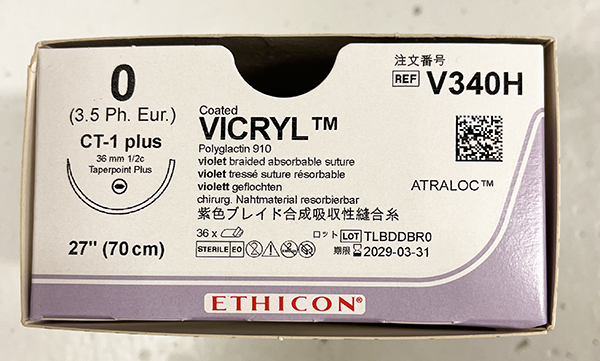 0
(3.5 Ph. Eur.)
CT-1 plus
36 mm 1/2c
Taperpoint Plus
27" (70 cm)
Coated
VICRYL™
Polyglactin 910
violet braided absorbable suture
violet tressé suture résorbable
violett geflochten
chirurg. Nahtmaterial resorbierbar
紫色ブレイド合成吸収性縫合糸
36 x
STERILE EO
注文番号
REF V340H
ATRALOC™
ロット LOT TLBDDBR0
期限 2029-03-31
ETHICON®